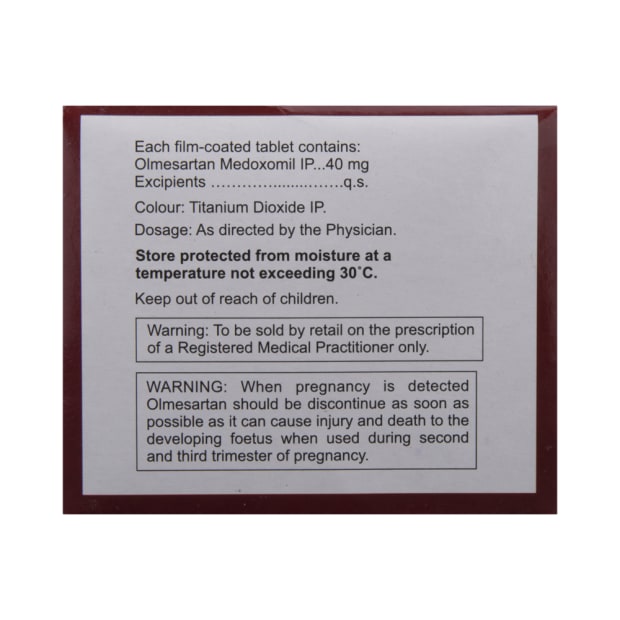 Each film-coated tablet contains:
Olmesartan Medoxomil IP...40 mg
Excipients ………….........…….q.s.
Colour: Titanium Dioxide IP.
Dosage: As directed by the Physician.
Store protected from moisture at a
temperature not exceeding 30˚C.
Keep out of reach of children.
Warning: To be sold by retail on the prescription
of a Registered Medical Practitioner only.
WARNING: When pregnancy is detected
Olmesartan should be discontinue as soon as
possible as it can cause injury and death to the
developing foetus when used during second
and third trimester of pregnancy.